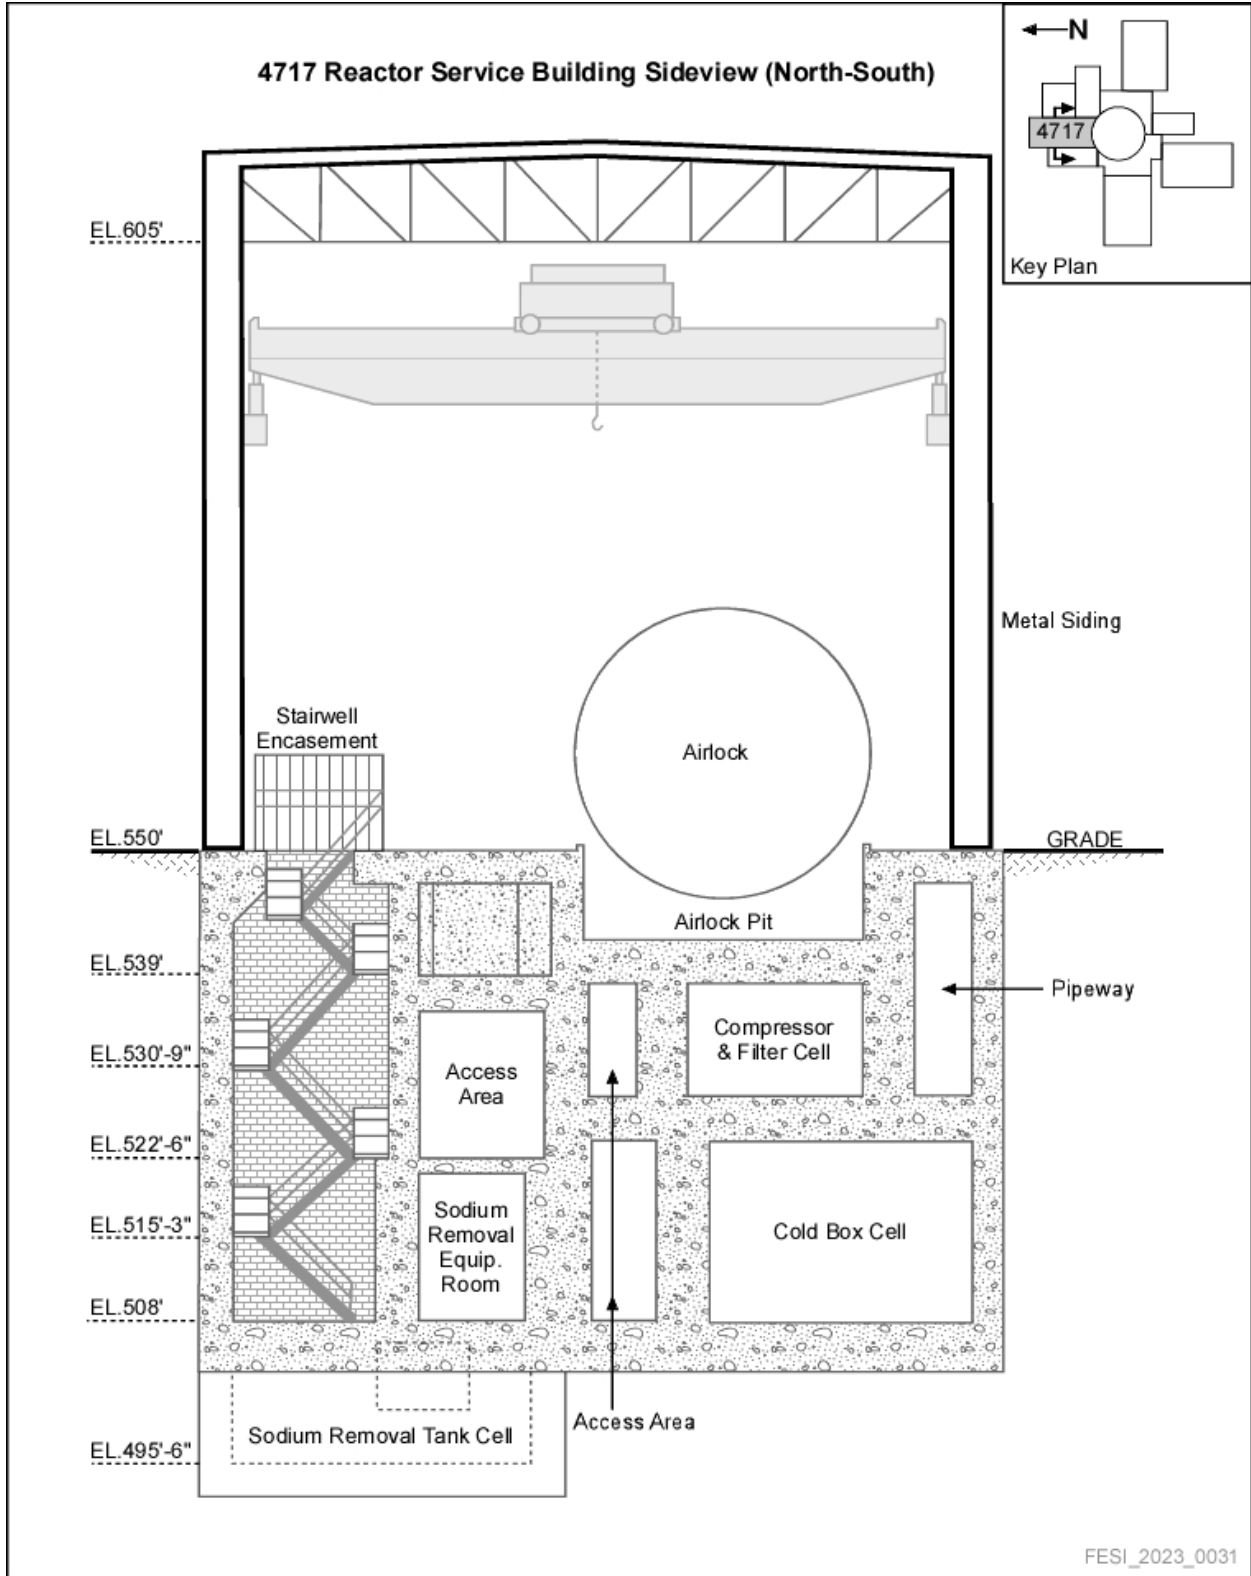 4717 Reactor Service Building Sideview (North-South)
N
4717
Key Plan
EL.605'
Metal Siding
Stairwell
Encasement
Airlock
EL.550'
GRADE
Airlock Pit
EL.539'
Pipeway
Compressor
& Filter Cell
EL.530'-9"
Access
Area
EL.522'-6"
Sodium
Removal
Equip.
Room
EL.515'-3"
Cold Box Cell
EL.508'
Access Area
Sodium Removal Tank Cell
EL.495'-6"
FESI_2023_0031